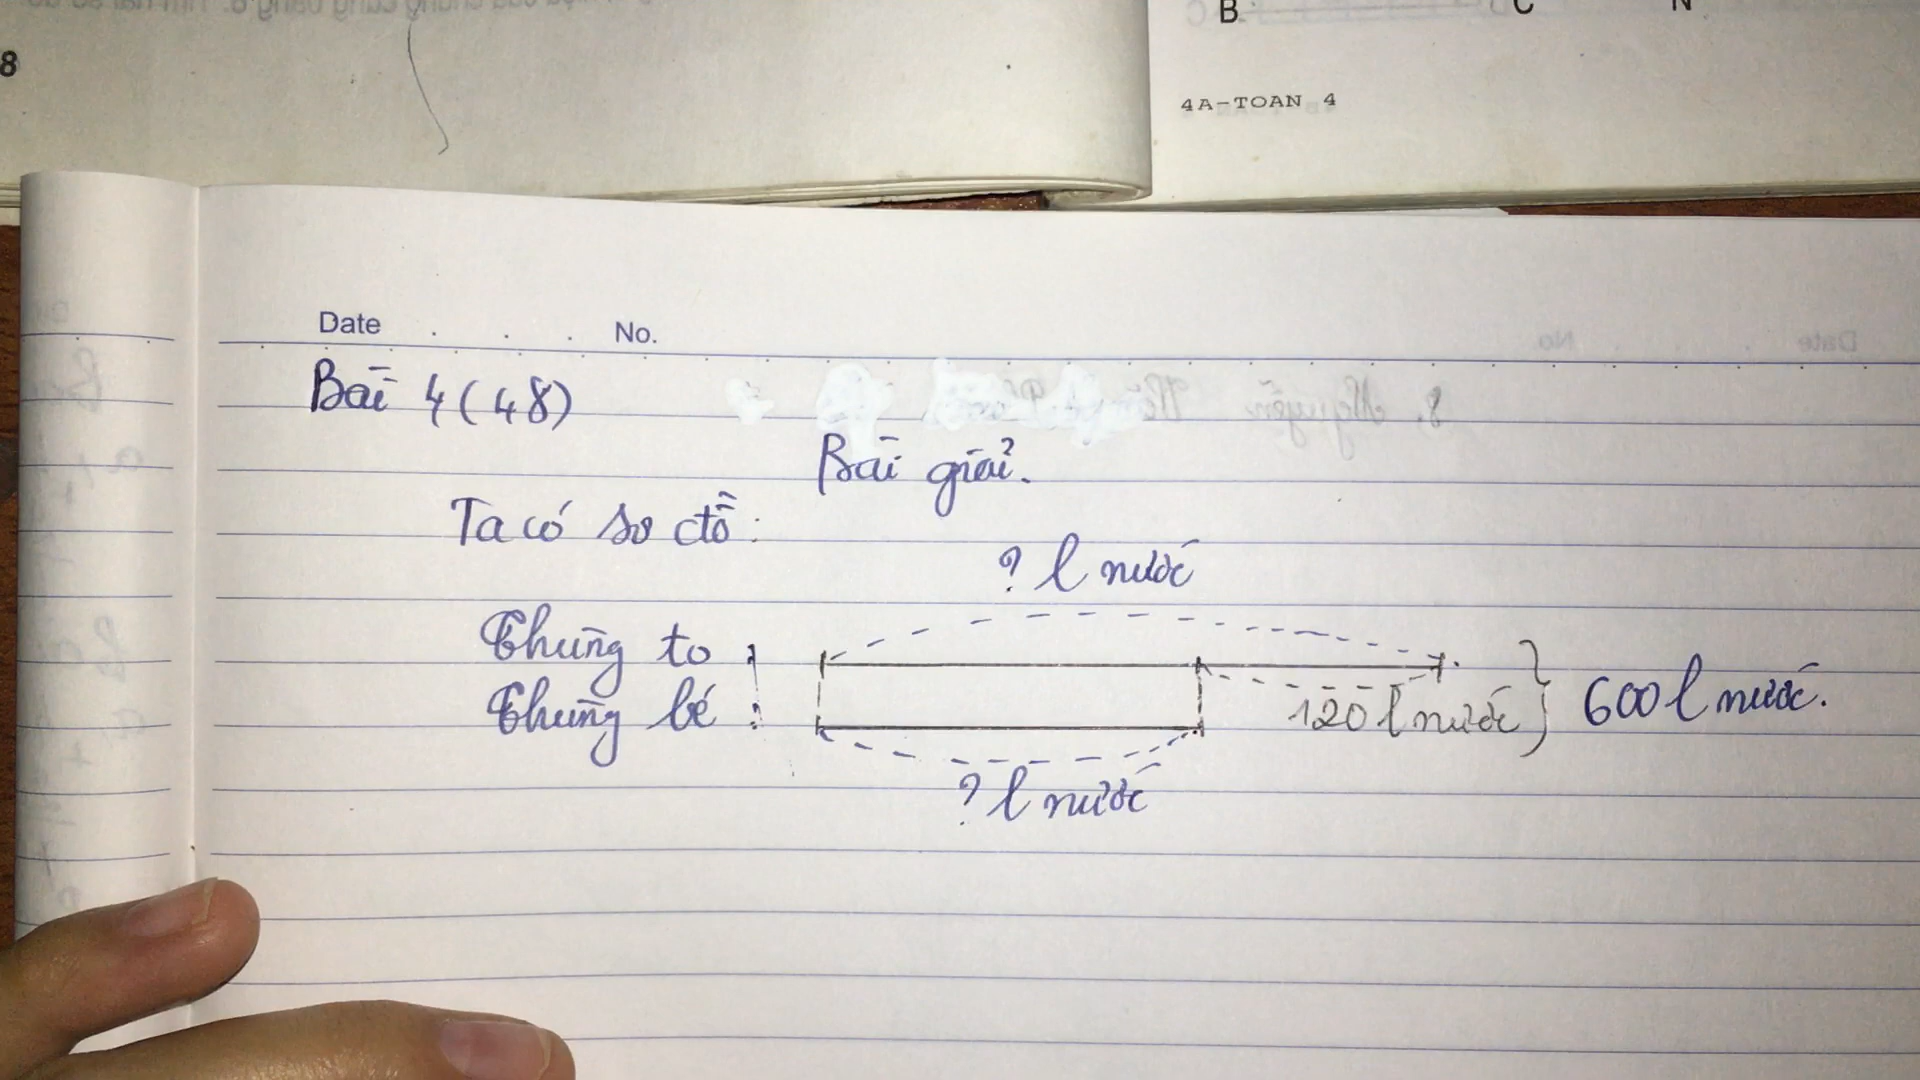 8
B
C
N
4A-TOAN 4
Date . . . No.
Bài 4 (48)
Bài giải.
Ta có sơ đồ:
? l nước
Thùng to :
Thùng bé :
120 l nước } 600 l nước.
? l nước